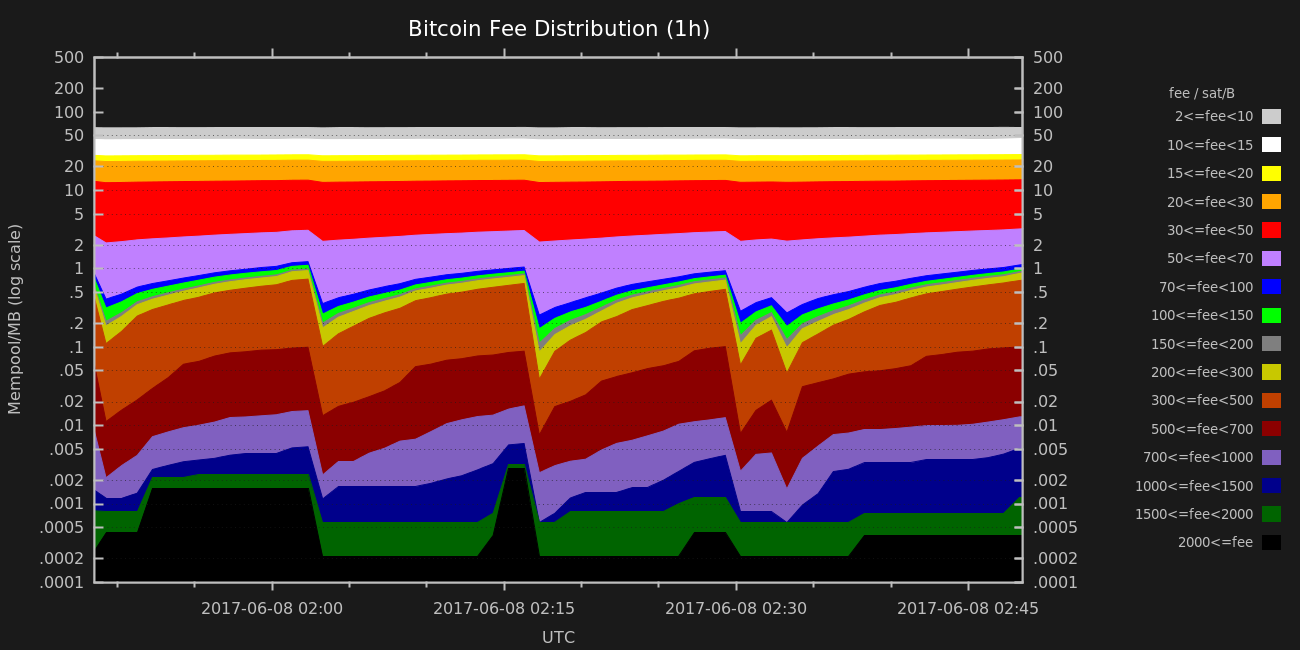 Bitcoin Fee Distribution (1h)
Mempool/MB (log scale)
500
200
100
50
20
10
5
2
1
.5
.2
.1
.05
.02
.01
.005
.002
.001
.0005
.0002
.0001
500
200
100
50
20
10
5
2
1
.5
.2
.1
.05
.02
.01
.005
.002
.001
.0005
.0002
.0001
2017-06-08 02:00
2017-06-08 02:15
2017-06-08 02:30
2017-06-08 02:45
UTC
fee / sat/B
2<=fee<10
10<=fee<15
15<=fee<20
20<=fee<30
30<=fee<50
50<=fee<70
70<=fee<100
100<=fee<150
150<=fee<200
200<=fee<300
300<=fee<500
500<=fee<700
700<=fee<1000
1000<=fee<1500
1500<=fee<2000
2000<=fee